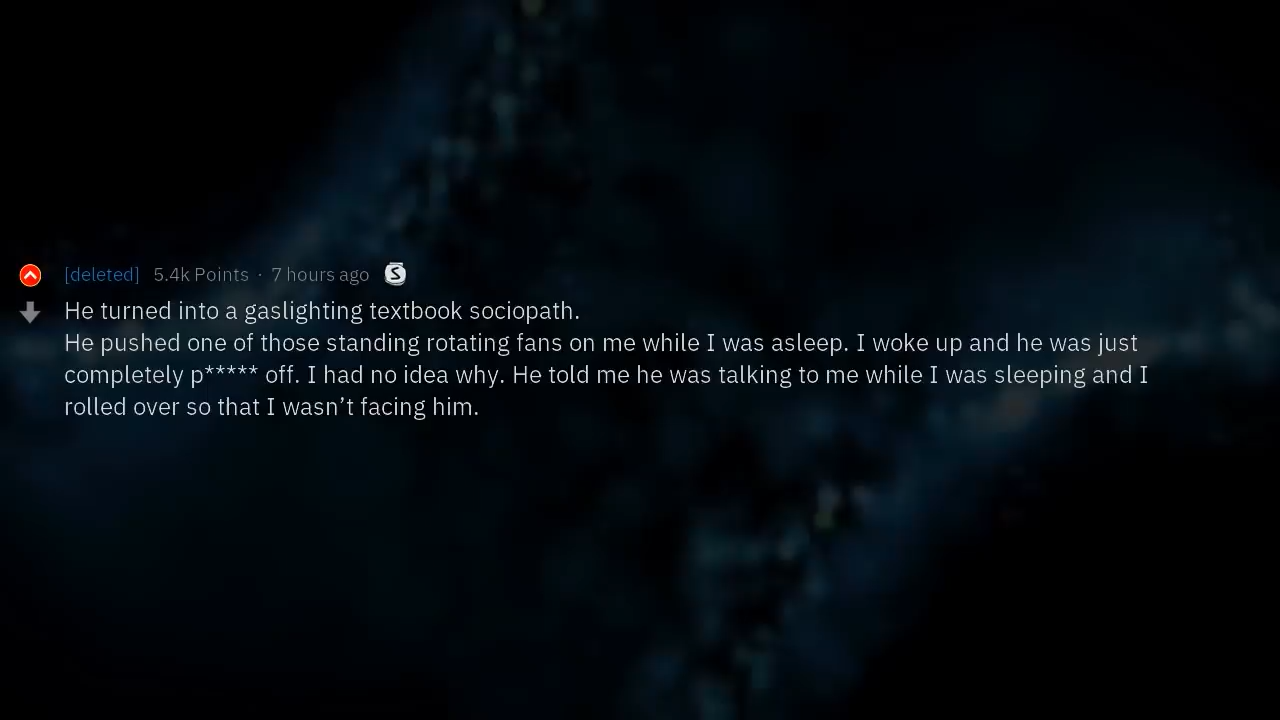 [deleted] 5.4k Points · 7 hours ago S
He turned into a gaslighting textbook sociopath.
He pushed one of those standing rotating fans on me while I was asleep. I woke up and he was just
completely p***** off. I had no idea why. He told me he was talking to me while I was sleeping and I
rolled over so that I wasn’t facing him.